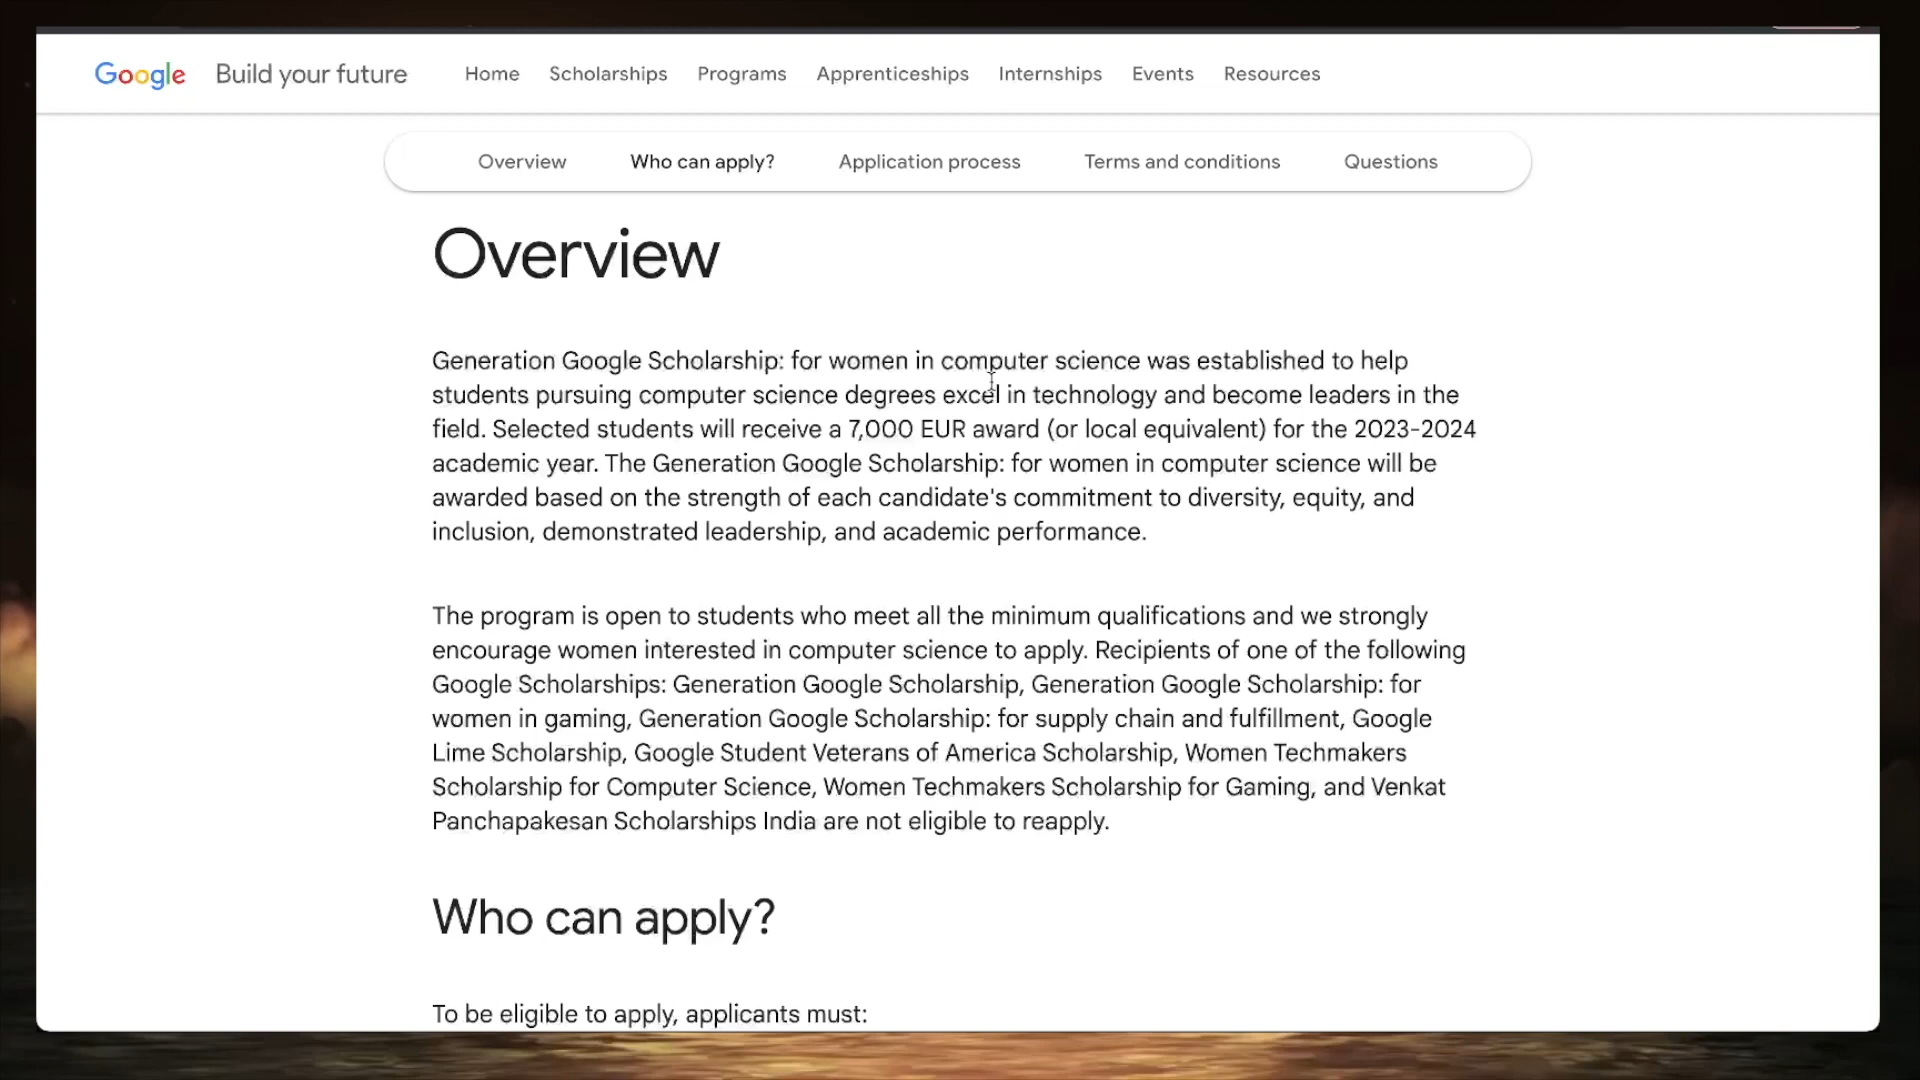 Google Build your future Home Scholarships Programs Apprenticeships Internships Events Resources
Overview Who can apply? Application process Terms and conditions Questions
Overview
Generation Google Scholarship: for women in computer science was established to help
students pursuing computer science degrees excel in technology and become leaders in the
field. Selected students will receive a 7,000 EUR award (or local equivalent) for the 2023-2024
academic year. The Generation Google Scholarship: for women in computer science will be
awarded based on the strength of each candidate's commitment to diversity, equity, and
inclusion, demonstrated leadership, and academic performance.
The program is open to students who meet all the minimum qualifications and we strongly
encourage women interested in computer science to apply. Recipients of one of the following
Google Scholarships: Generation Google Scholarship, Generation Google Scholarship: for
women in gaming, Generation Google Scholarship: for supply chain and fulfillment, Google
Lime Scholarship, Google Student Veterans of America Scholarship, Women Techmakers
Scholarship for Computer Science, Women Techmakers Scholarship for Gaming, and Venkat
Panchapakesan Scholarships India are not eligible to reapply.
Who can apply?
To be eligible to apply, applicants must: